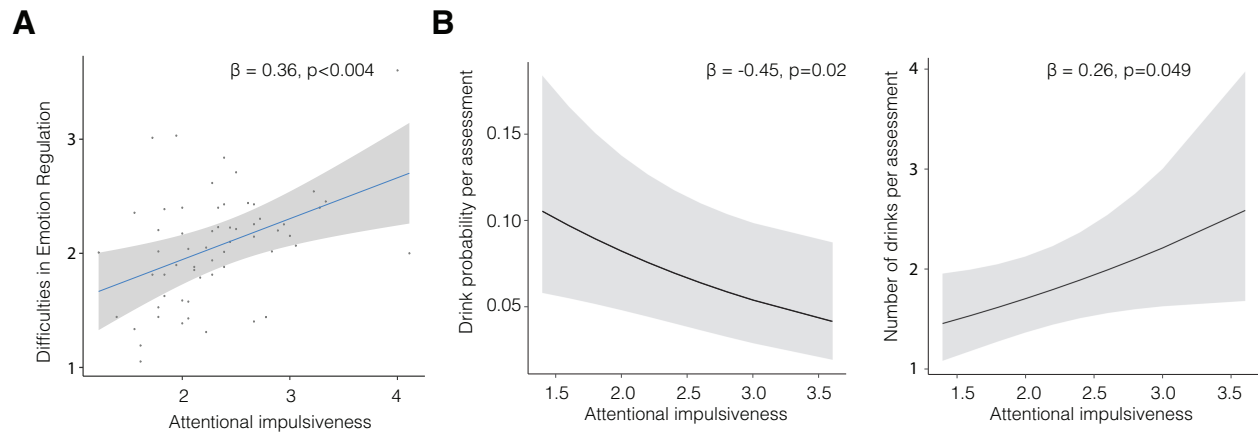 A
β = 0.36, p<0.004
Difficulties in Emotion Regulation
3
2
1
2
3
4
Attentional impulsiveness
B
β = -0.45, p=0.02
Drink probability per assessment
0.15
0.10
0.05
1.5
2.0
2.5
3.0
3.5
Attentional impulsiveness
β = 0.26, p=0.049
Number of drinks per assessment
4
3
2
1
1.5
2.0
2.5
3.0
3.5
Attentional impulsiveness